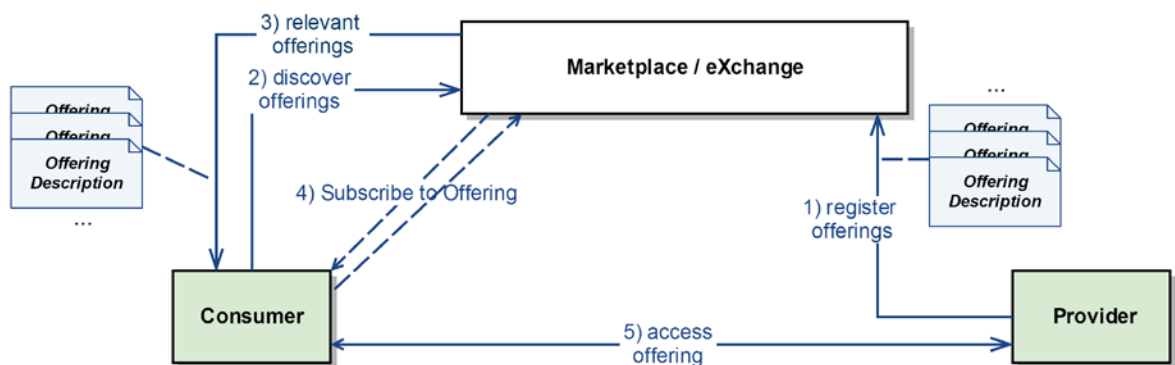 3) relevant
offerings
Marketplace / eXchange
2) discover
offerings
...
Offering
Offering
Offering
Description
...
Offering
Offering
Offering
Description
4) Subscribe to Offering
1) register
offerings
Consumer
Provider
5) access
offering